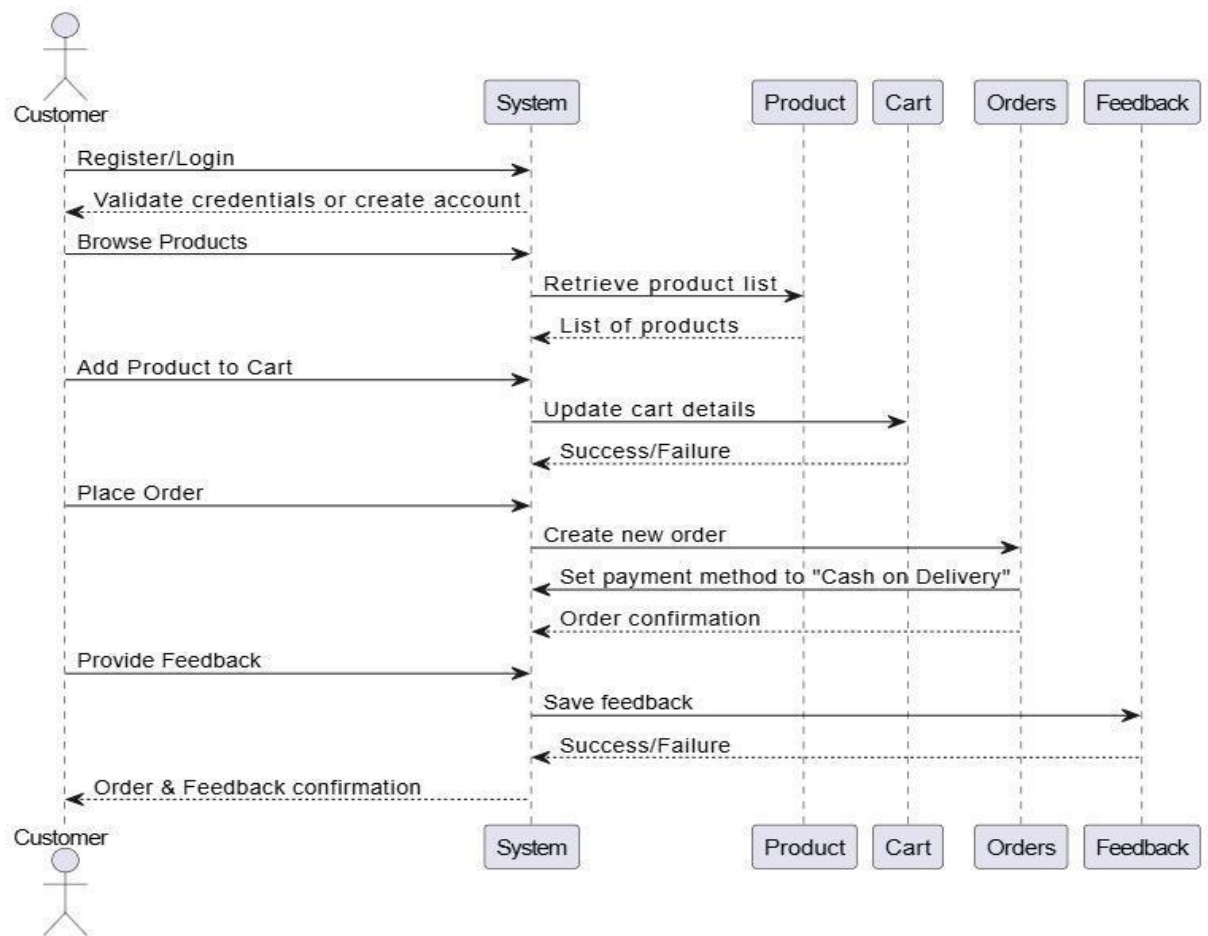 Customer
System
Product
Cart
Orders
Feedback
Register/Login
Validate credentials or create account
Browse Products
Retrieve product list
List of products
Add Product to Cart
Update cart details
Success/Failure
Place Order
Create new order
Set payment method to "Cash on Delivery"
Order confirmation
Provide Feedback
Save feedback
Success/Failure
Order & Feedback confirmation
Customer
System
Product
Cart
Orders
Feedback